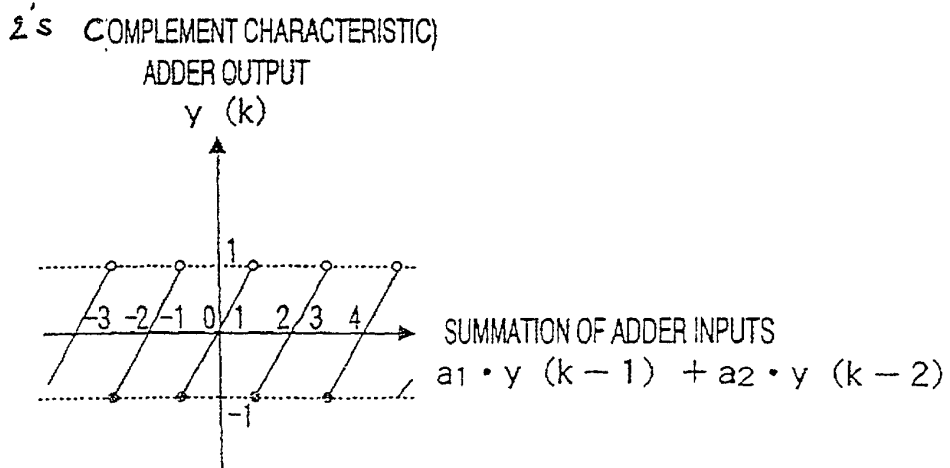 2's COMPLEMENT CHARACTERISTIC)
ADDER OUTPUT
y (k)
1
-3 -2 -1 0 1 2 3 4
SUMMATION OF ADDER INPUTS
a1 • y (k − 1) + a2 • y (k − 2)
-1